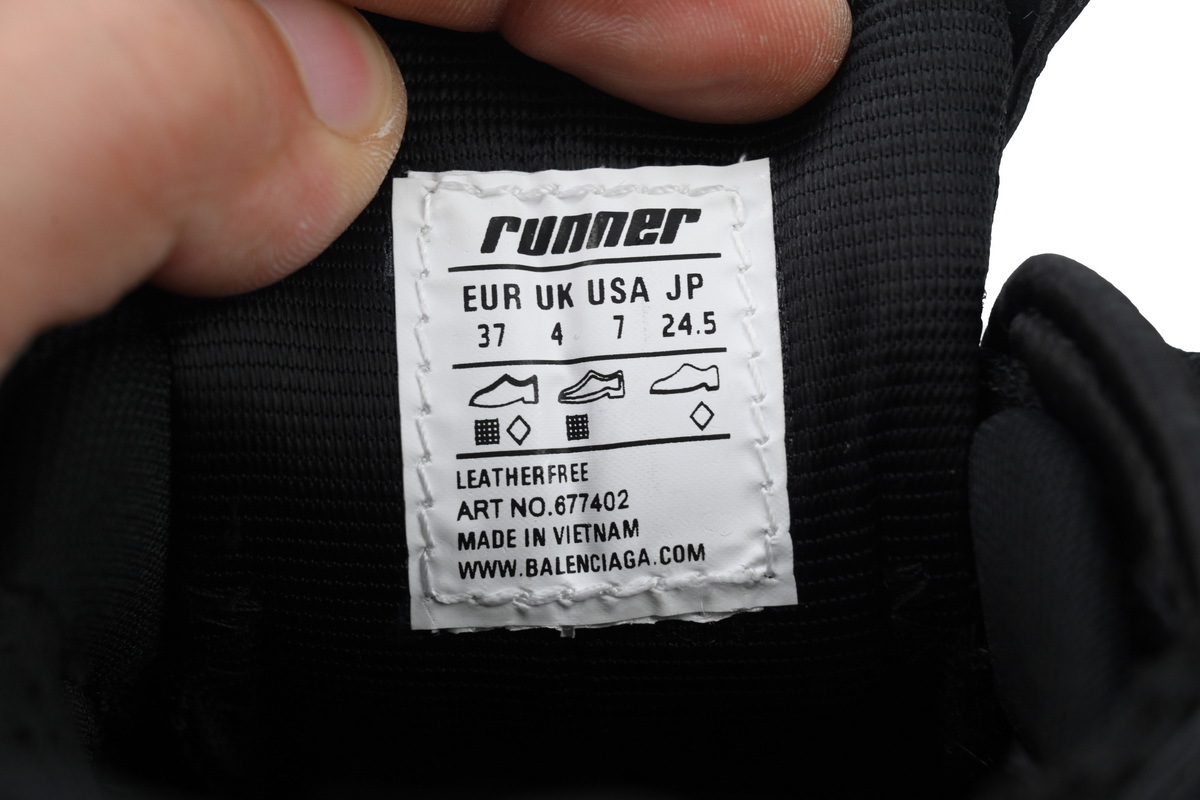 runner
EUR UK USA JP
37 4 7 24.5
LEATHERFREE
ART NO.677402
MADE IN VIETNAM
WWW.BALENCIAGA.COM